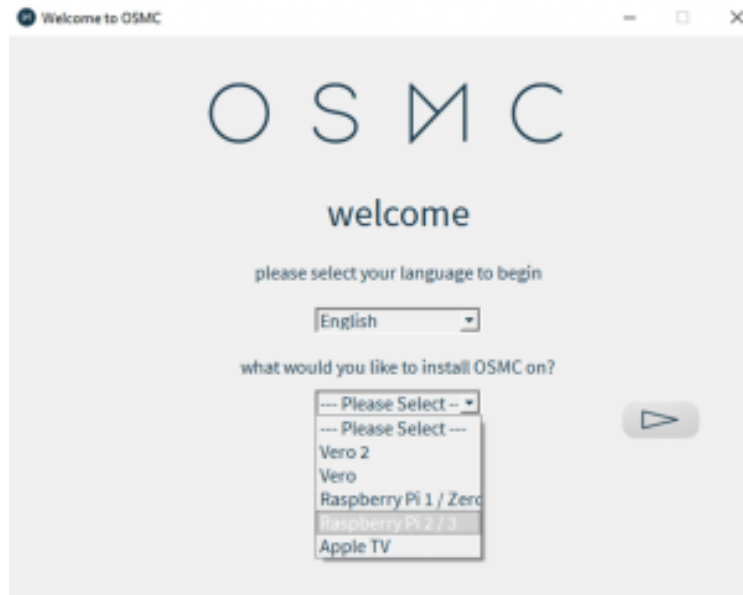 Welcome to OSMC
OSMC
welcome
please select your language to begin
English
what would you like to install OSMC on?
--- Please Select --
--- Please Select ---
Vero 2
Vero
Raspberry Pi 1 / Zero
Raspberry Pi 2 / 3
Apple TV